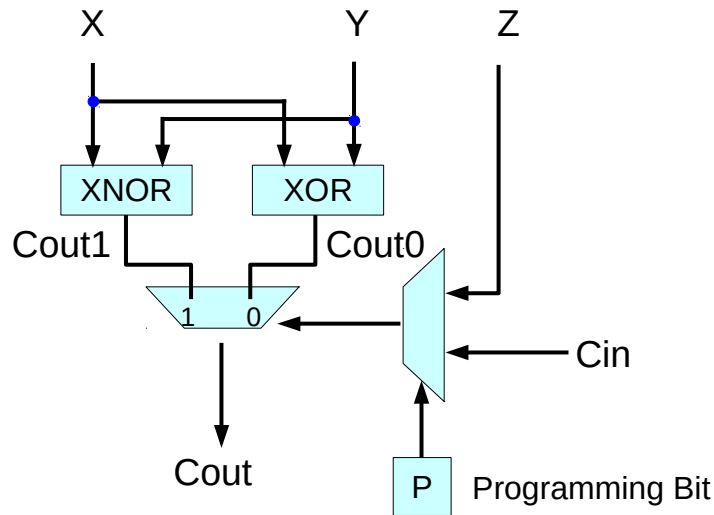 X Y Z
XNOR XOR
Cout1 Cout0
1 0
Cin
Cout
P Programming Bit